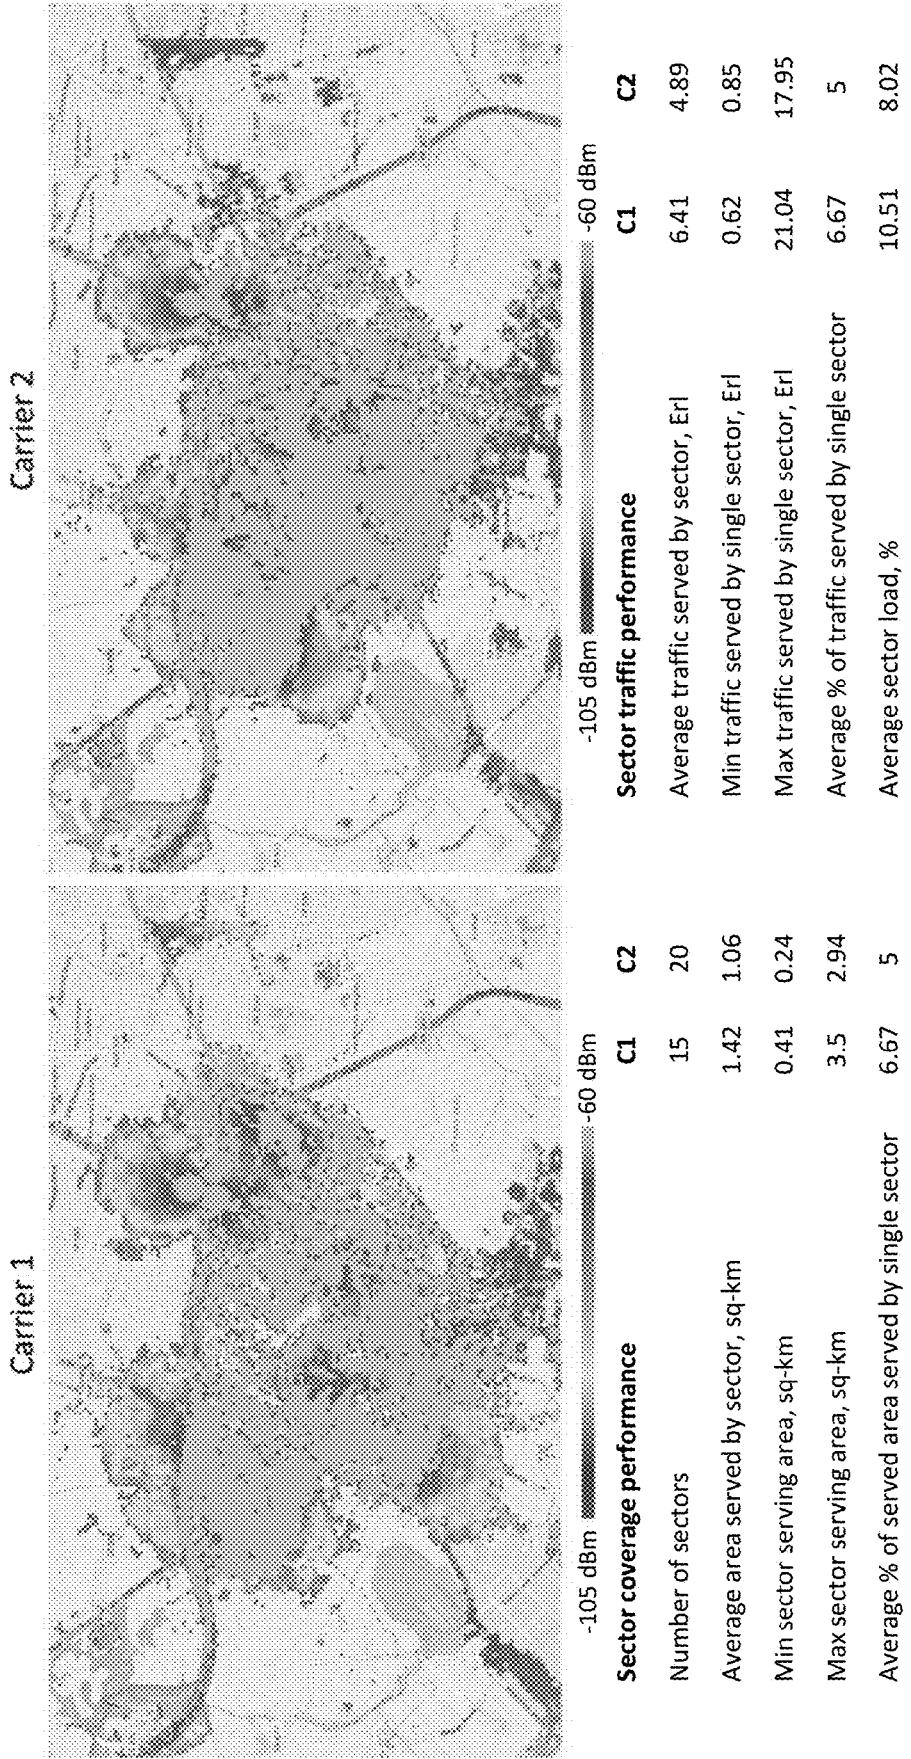 Carrier 1
Carrier 2
-105 dBm -60 dBm
-105 dBm -60 dBm
Sector coverage performance C1 C2
Number of sectors 15 20
Average area served by sector, sq-km 1.42 1.06
Min sector serving area, sq-km 0.41 0.24
Max sector serving area, sq-km 3.5 2.94
Average % of served area served by single sector 6.67 5
Sector traffic performance C1 C2
Average traffic served by sector, Erl 6.41 4.89
Min traffic served by single sector, Erl 0.62 0.85
Max traffic served by single sector, Erl 21.04 17.95
Average % of traffic served by single sector 6.67 5
Average sector load, % 10.51 8.02